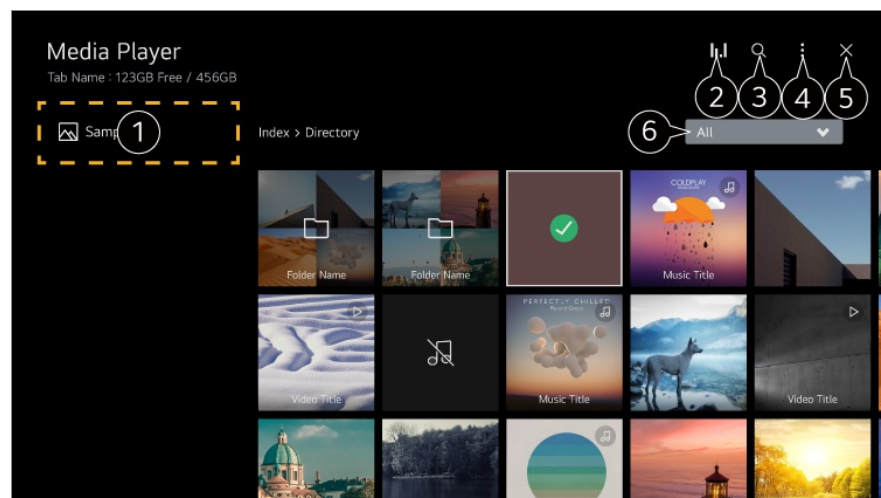 Media Player
Tab Name : 123GB Free / 456GB
2
3
4
5
1
Index > Directory
6
All
Folder Name
Folder Name
COLDPLAY
Music Title
Video Title
PERFECTLY CHILLED
Music Title
Video Title